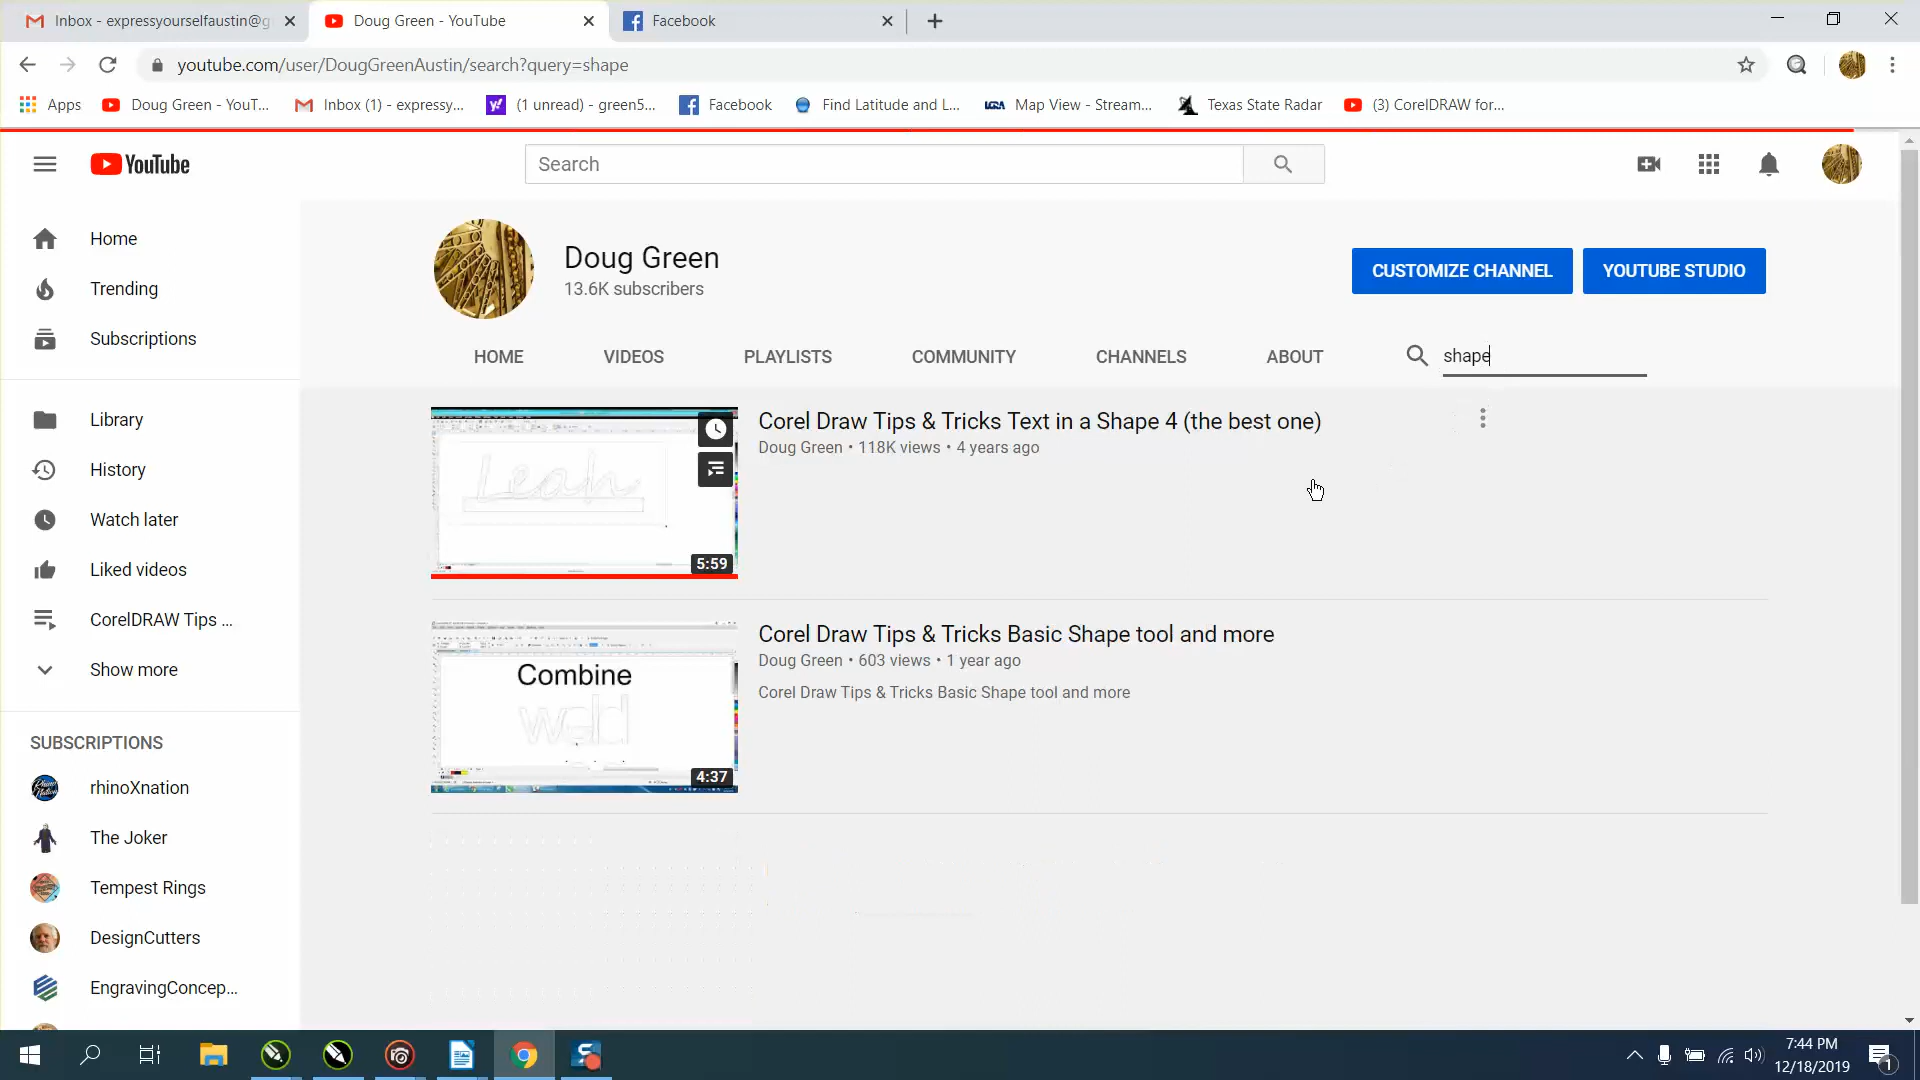 Inbox - expressyourselfaustin@g
Doug Green - YouTube
Facebook
youtube.com/user/DougGreenAustin/search?query=shape
Apps
Doug Green - YouT...
Inbox (1) - expressy...
(1 unread) - green5...
Facebook
Find Latitude and L...
Map View - Stream...
Texas State Radar
(3) CorelDRAW for...
YouTube
Search
Home
Trending
Subscriptions
Library
History
Watch later
Liked videos
CorelDRAW Tips ...
Show more
SUBSCRIPTIONS
rhinoXnation
The Joker
Tempest Rings
DesignCutters
EngravingConcep...
Doug Green
13.6K subscribers
CUSTOMIZE CHANNEL
YOUTUBE STUDIO
HOME
VIDEOS
PLAYLISTS
COMMUNITY
CHANNELS
ABOUT
shape
Leah
5:59
Corel Draw Tips & Tricks Text in a Shape 4 (the best one)
Doug Green • 118K views • 4 years ago
Combine
weld
4:37
Corel Draw Tips & Tricks Basic Shape tool and more
Doug Green • 603 views • 1 year ago
Corel Draw Tips & Tricks Basic Shape tool and more
7:44 PM
12/18/2019
1